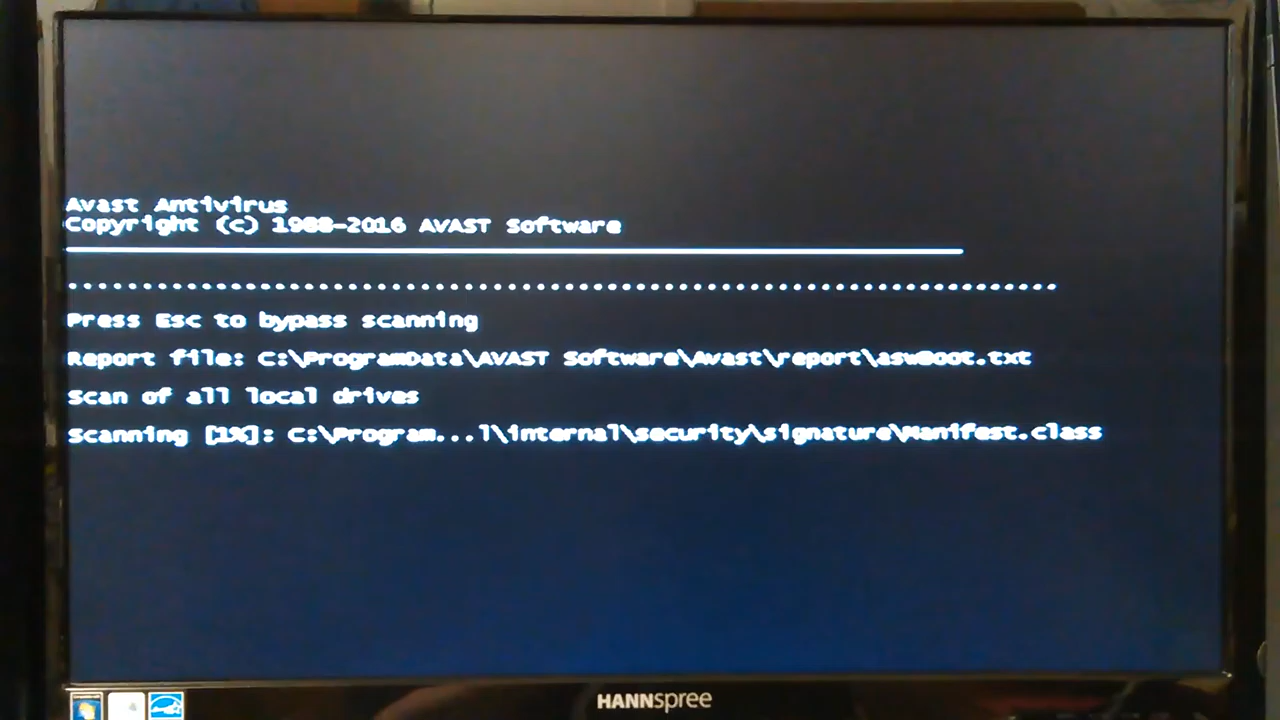 Avast Antivirus
Copyright (c) 1988-2016 AVAST Software
Press Esc to bypass scanning
Report file: C:\ProgramData\AVAST Software\Avast\report\aswBoot.txt
Scan of all local drives
Scanning [1%]: C:\Program...l\internal\security\signature\Manifest.class
HANNspree